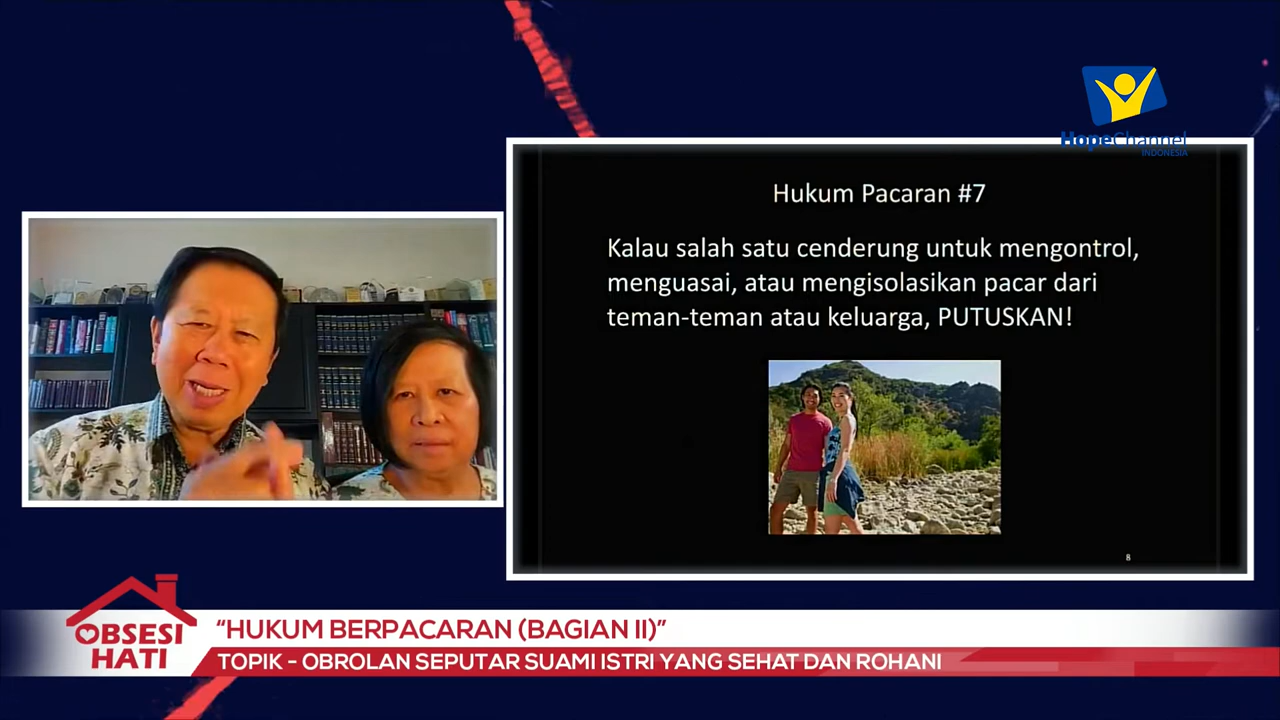 HopeChannel
INDONESIA
Hukum Pacaran #7
Kalau salah satu cenderung untuk mengontrol,
menguasai, atau mengisolasikan pacar dari
teman-teman atau keluarga, PUTUSKAN!
8
OBSESI
HATI
“HUKUM BERPACARAN (BAGIAN II)”
TOPIK - OBROLAN SEPUTAR SUAMI ISTRI YANG SEHAT DAN ROHANI